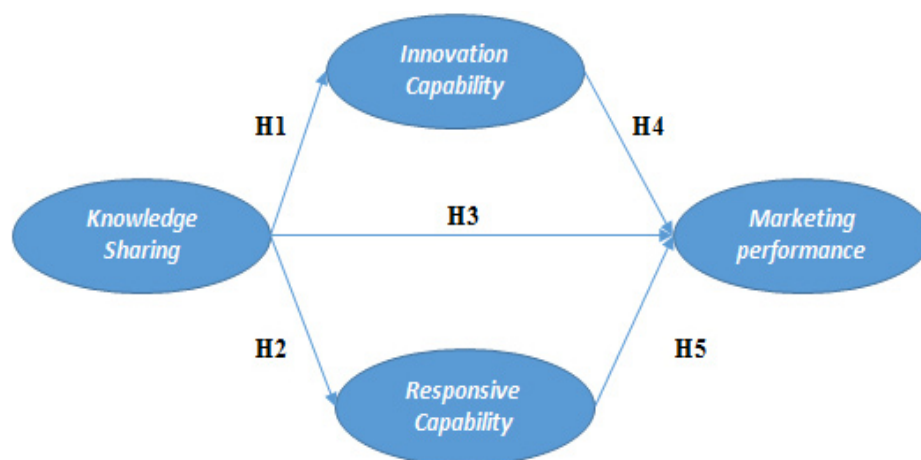 Innovation
Capability
H1
H4
Knowledge
Sharing
H3
Marketing
performance
H2
H5
Responsive
Capability